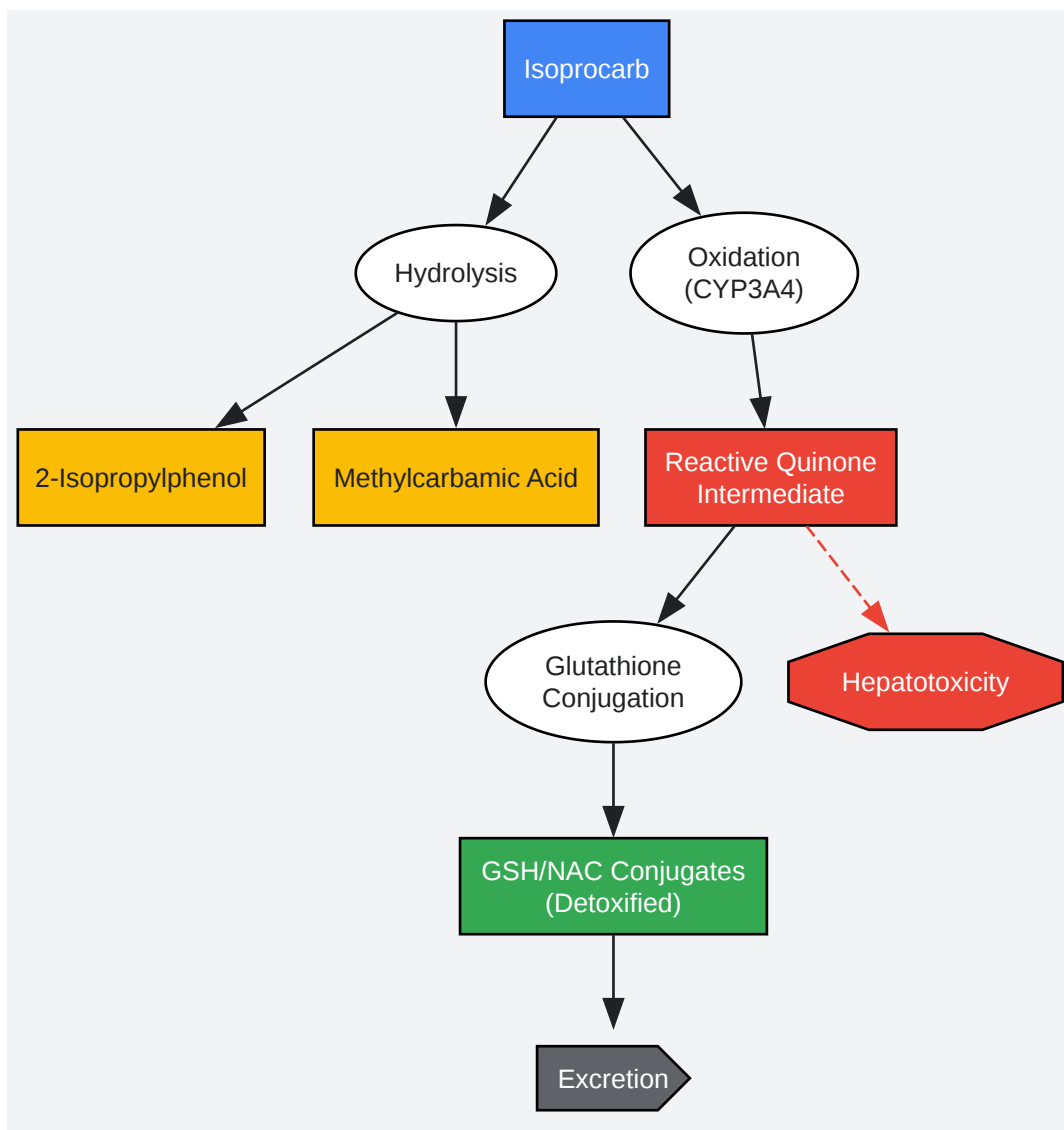 Isoprocarb
Hydrolysis
Oxidation
(CYP3A4)
2-Isopropylphenol
Methylcarbamic Acid
Reactive Quinone
Intermediate
Glutathione
Conjugation
Hepatotoxicity
GSH/NAC Conjugates
(Detoxified)
Excretion